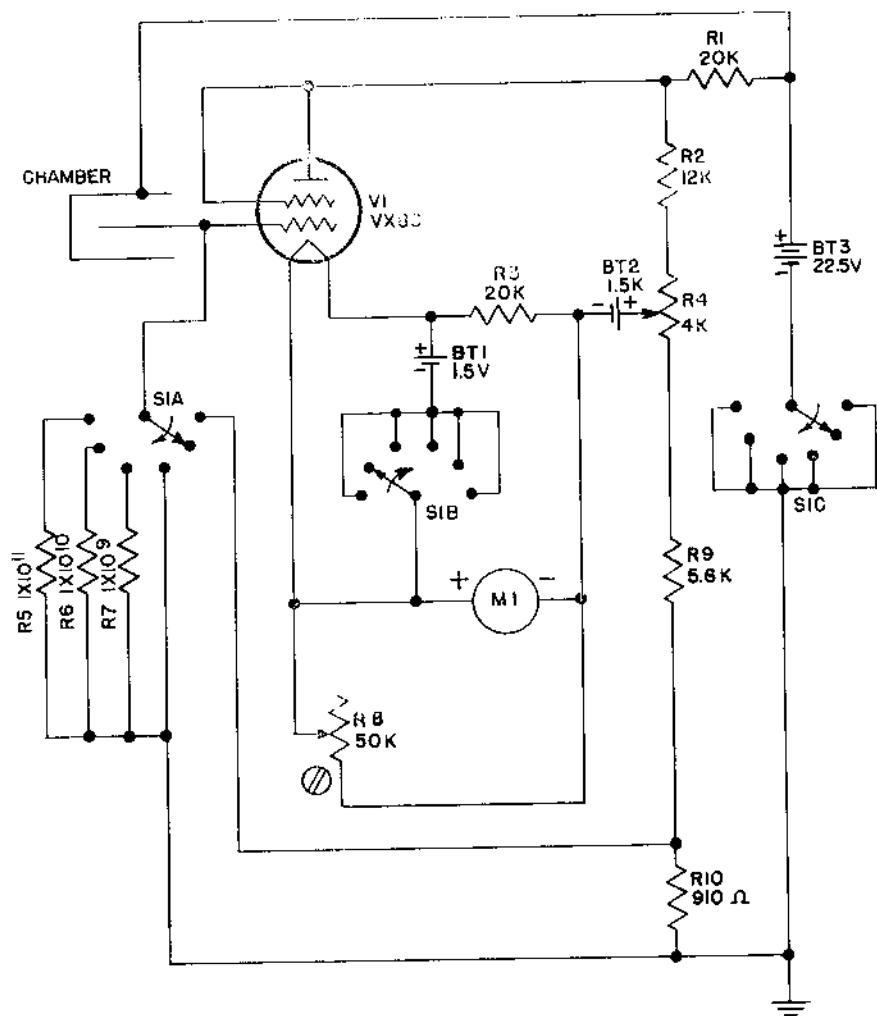 R1
20K
R2
12K
CHAMBER
V1
+
BT3
22.5V
-
R3
20K
BT2
1.5K
- +
R4
4K
+
BT1
1.5V
-
S1A
S1B
S1C
R5 1X10¹¹
R6 1X10¹⁰
R7 1X10⁹
R9
5.6K
+ M1 -
R8
50K
R10
910 Ω